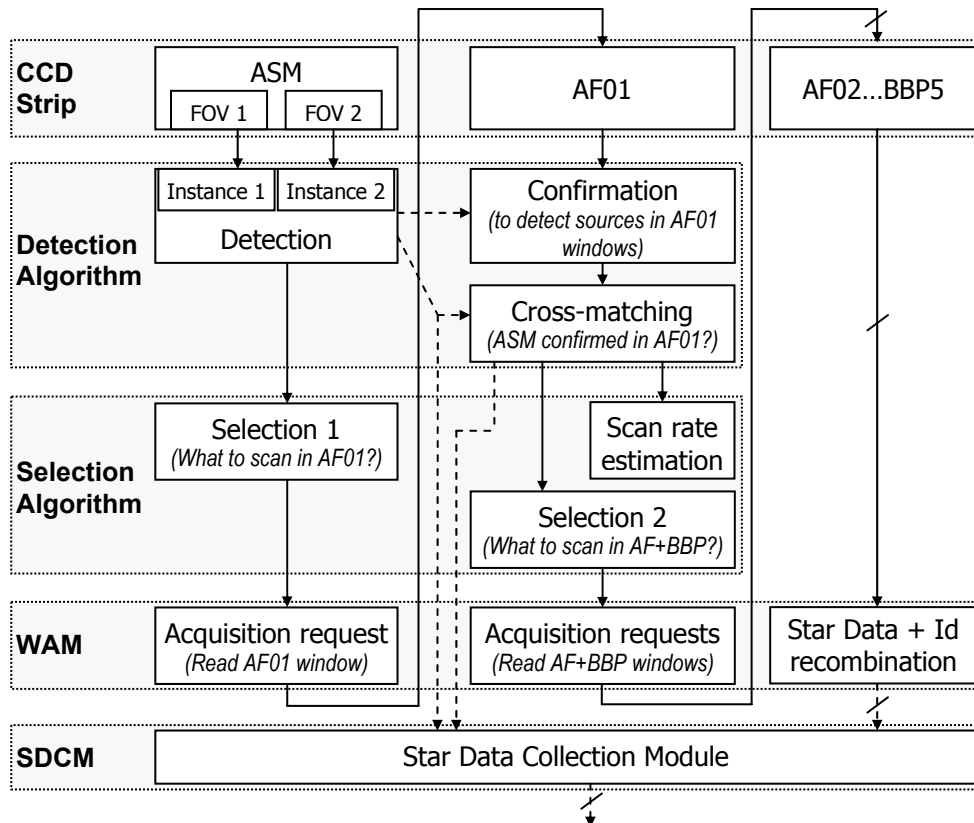 CCD
Strip
ASM
FOV 1
FOV 2
AF01
AF02...BBP5
Detection
Algorithm
Instance 1
Instance 2
Detection
Confirmation
(to detect sources in AF01
windows)
Cross-matching
(ASM confirmed in AF01?)
Selection
Algorithm
Selection 1
(What to scan in AF01?)
Scan rate
estimation
Selection 2
(What to scan in AF+BBP?)
WAM
Acquisition request
(Read AF01 window)
Acquisition requests
(Read AF+BBP windows)
Star Data + Id
recombination
SDCM
Star Data Collection Module